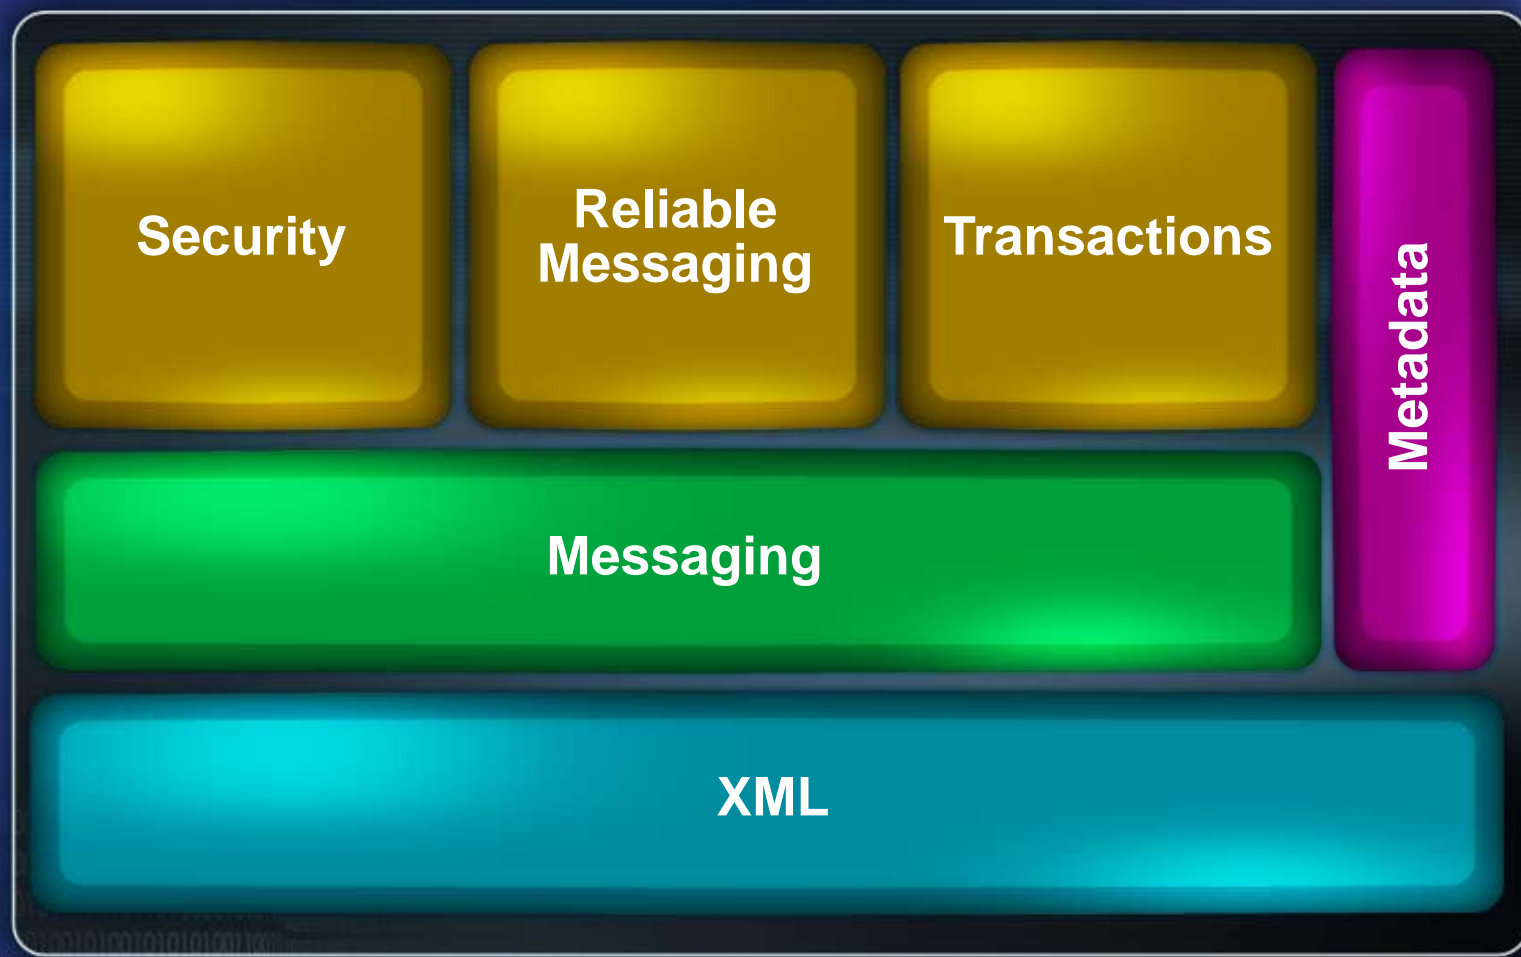 Security
Reliable
Messaging
Transactions
Metadata
Messaging
XML